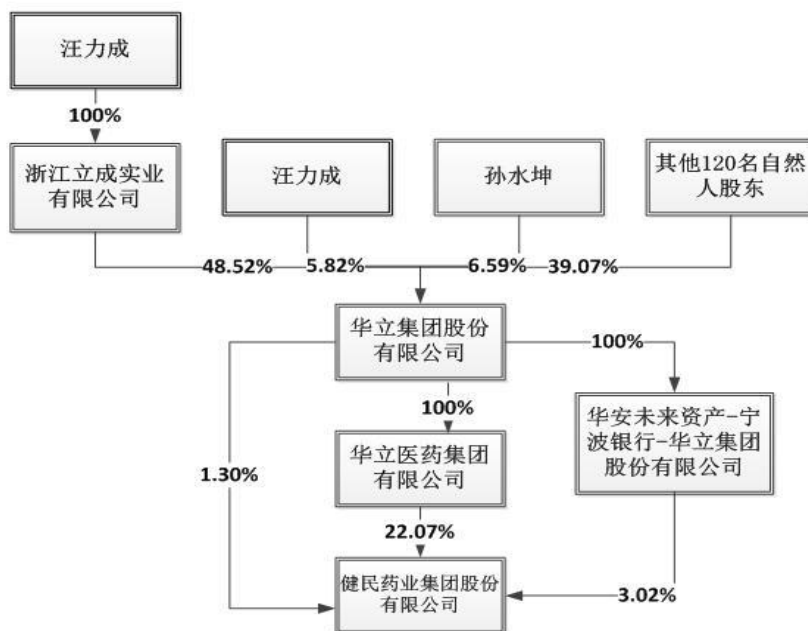 汪力成
100%
浙江立成实业
有限公司
汪力成
孙水坤
其他120名自然
人股东
48.52%
5.82%
6.59%
39.07%
华立集团股份
有限公司
100%
100%
华立医药集团
有限公司
华安未来资产-宁
波银行-华立集团
股份有限公司
1.30%
22.07%
健民药业集团股份
有限公司
3.02%